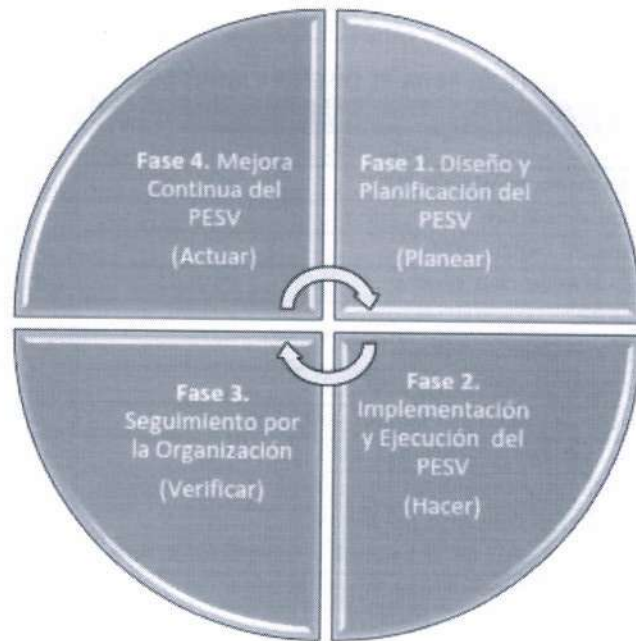 Fase 4. Mejora
Continua del
PESV
(Actuar)
Fase 1. Diseño y
Planificación del
PESV
(Planear)
Fase 3.
Seguimiento por
la Organización
(Verificar)
Fase 2.
Implementación
y Ejecución del
PESV
(Hacer)